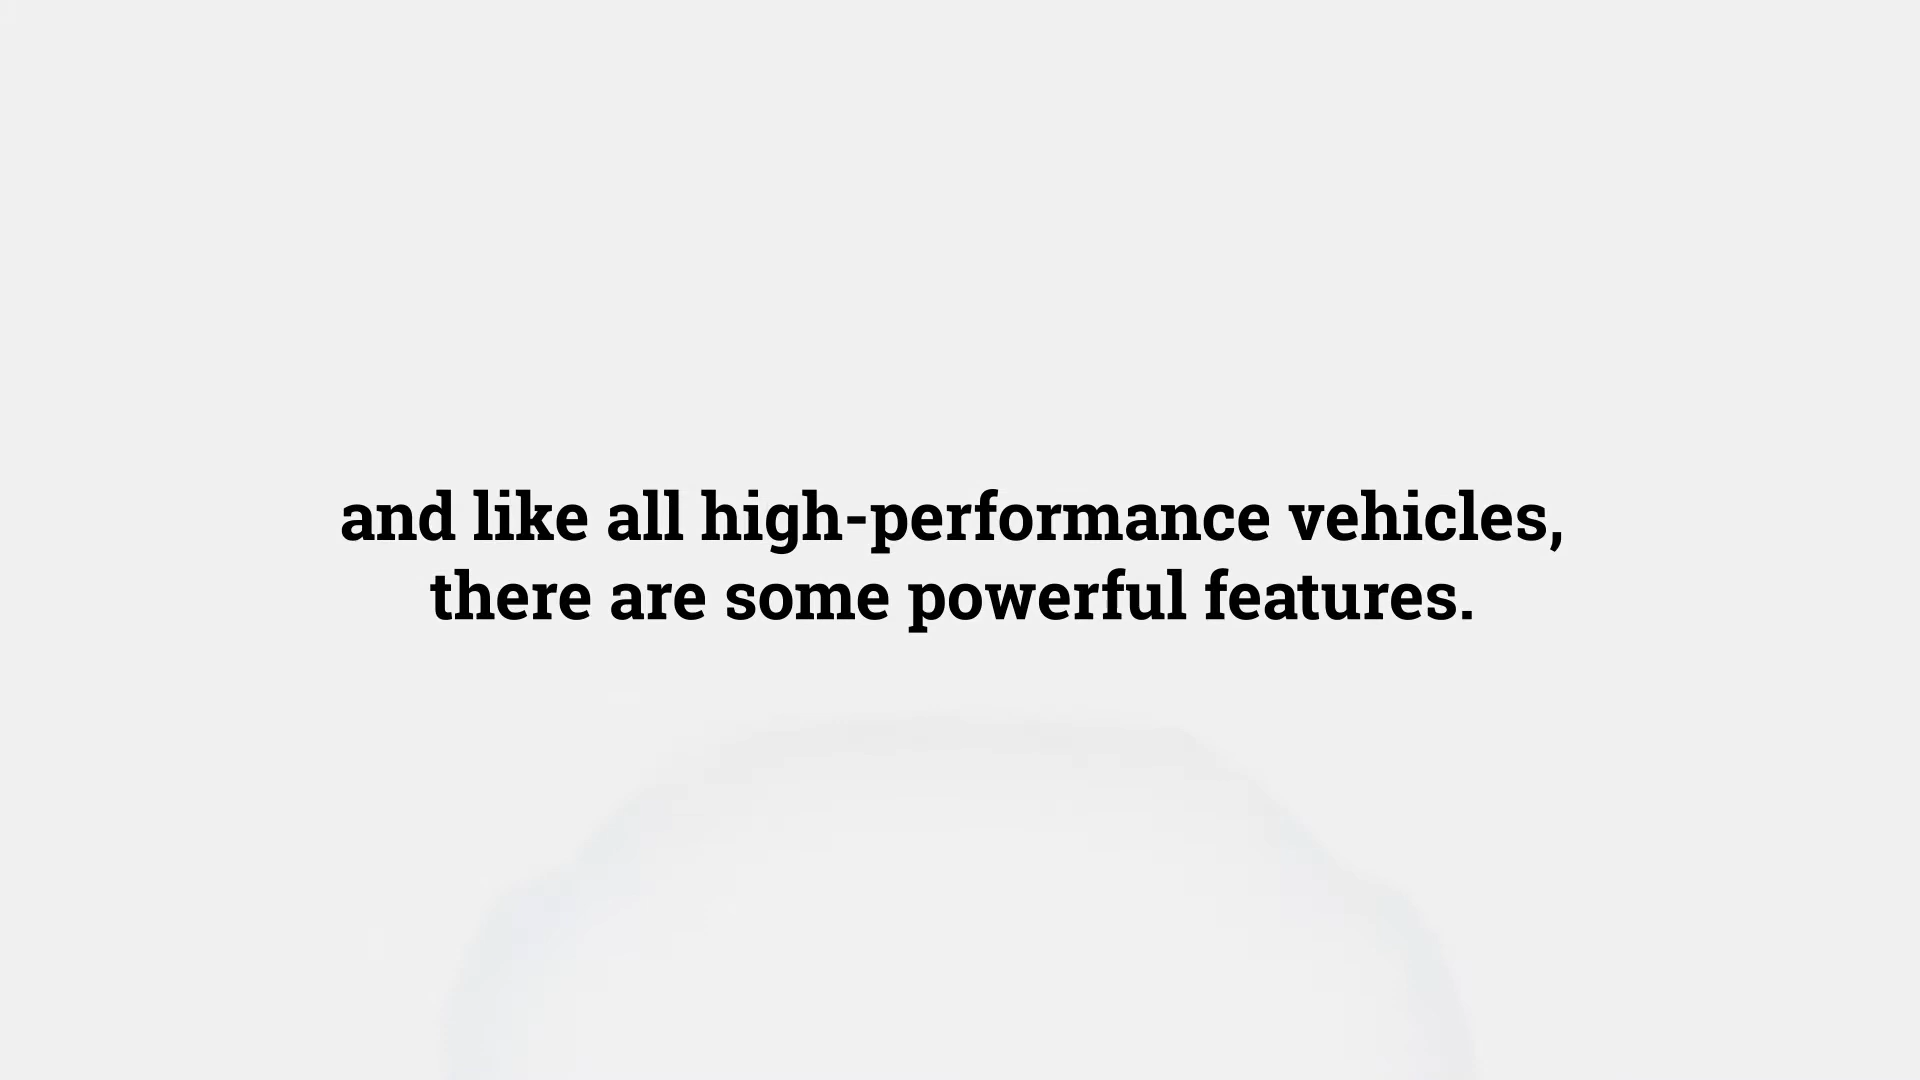 and like all high-performance vehicles,
there are some powerful features.